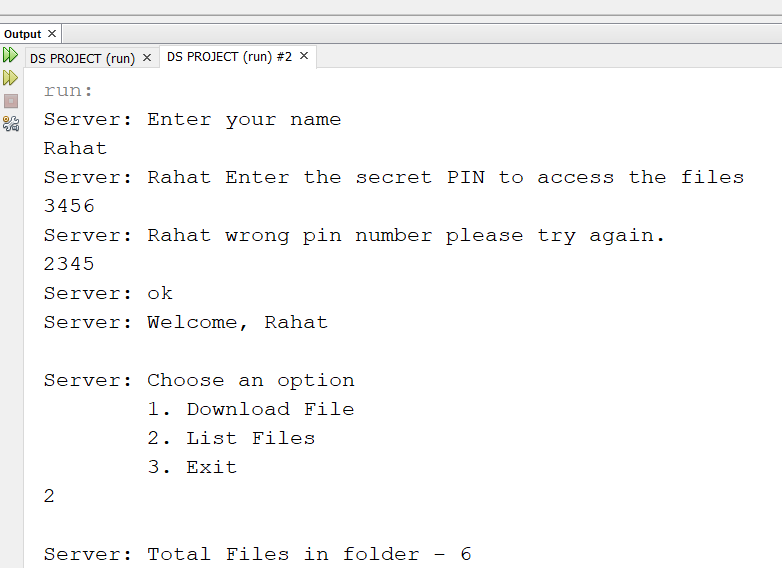 Output
DS PROJECT (run) DS PROJECT (run) #2
run:
Server: Enter your name
Rahat
Server: Rahat Enter the secret PIN to access the files
3456
Server: Rahat wrong pin number please try again.
2345
Server: ok
Server: Welcome, Rahat
Server: Choose an option
1. Download File
2. List Files
3. Exit
2
Server: Total Files in folder - 6